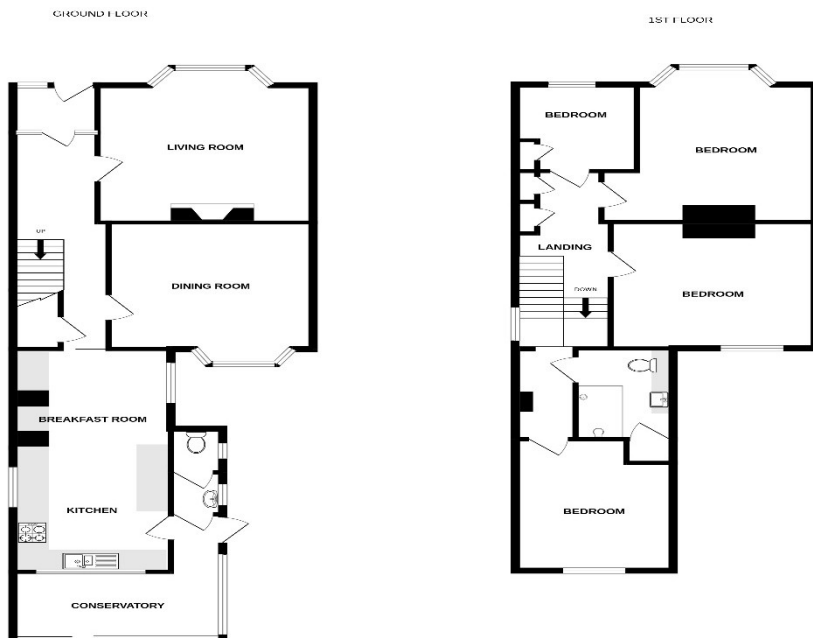 GROUND FLOOR
LIVING ROOM
UP
DINING ROOM
BREAKFAST ROOM
KITCHEN
CONSERVATORY
1ST FLOOR
BEDROOM
BEDROOM
LANDING
DOWN
BEDROOM
BEDROOM